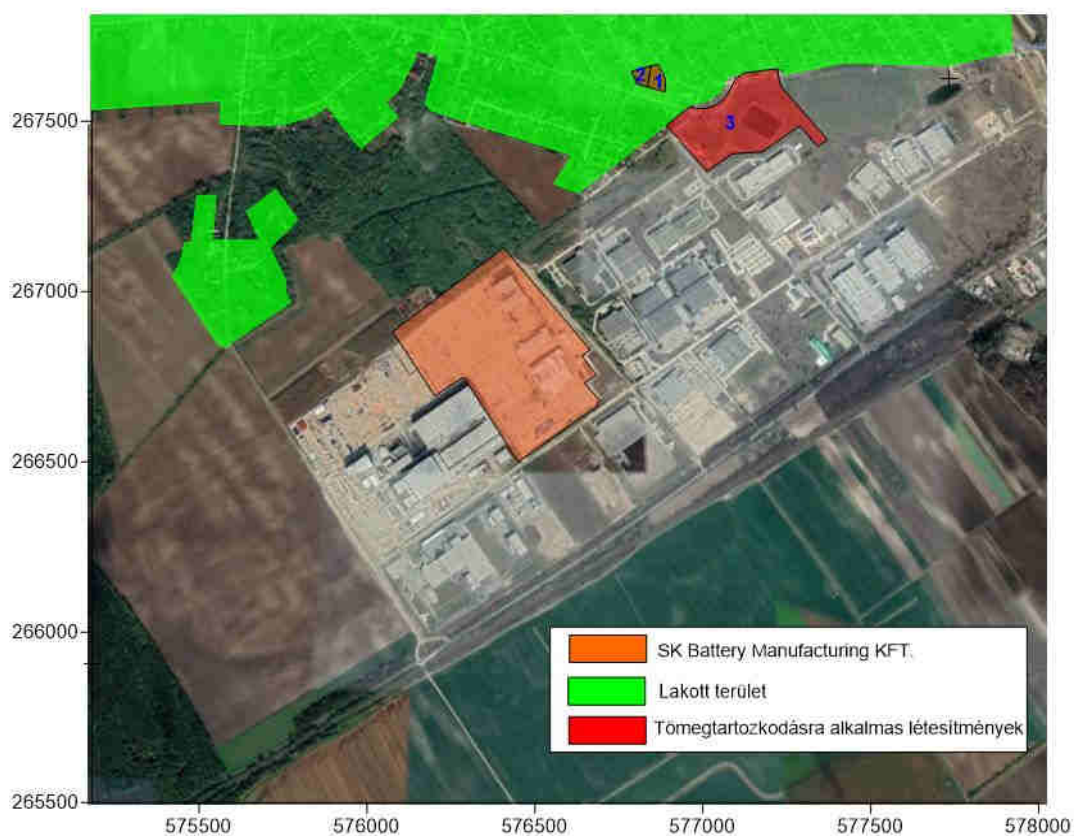 2 1
267500
3
267000
266500
266000
SK Battery Manufacturing KFT.
Lakott terület
Tömegtartozkodásra alkalmas létesítmények
265500
575500 576000 576500 577000 577500 578000